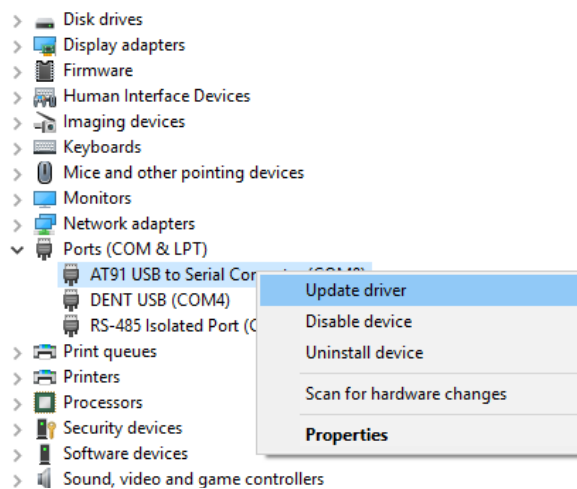 Disk drives
Display adapters
Firmware
Human Interface Devices
Imaging devices
Keyboards
Mice and other pointing devices
Monitors
Network adapters
Ports (COM & LPT)
AT91 USB to Serial
DENT USB (COM4)
RS-485 Isolated Port
Print queues
Printers
Processors
Security devices
Software devices
Sound, video and game controllers
Update driver
Disable device
Uninstall device
Scan for hardware changes
Properties